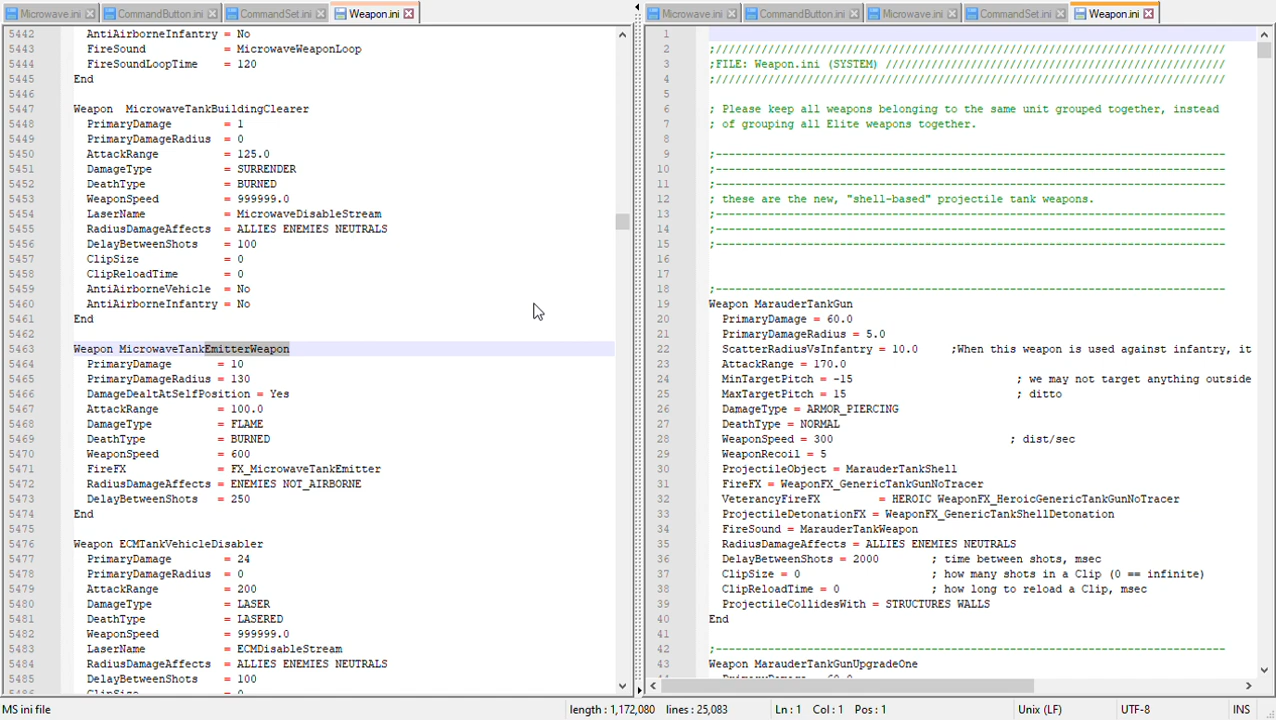 Microwave.ini CommandButton.ini CommandSet.ini Weapon.ini
5442 AntiAirborneInfantry = No
5443 FireSound = MicrowaveWeaponLoop
5444 FireSoundLoopTime = 120
5445 End
5446
5447 Weapon  MicrowaveTankBuildingClearer
5448 PrimaryDamage = 1
5449 PrimaryDamageRadius = 0
5450 AttackRange = 125.0
5451 DamageType = SURRENDER
5452 DeathType = BURNED
5453 WeaponSpeed = 999999.0
5454 LaserName = MicrowaveDisableStream
5455 RadiusDamageAffects = ALLIES ENEMIES NEUTRALS
5456 DelayBetweenShots = 100
5457 ClipSize = 0
5458 ClipReloadTime = 0
5459 AntiAirborneVehicle = No
5460 AntiAirborneInfantry = No
5461 End
5462
5463 Weapon MicrowaveTankEmitterWeapon
5464 PrimaryDamage = 10
5465 PrimaryDamageRadius = 130
5466 DamageDealtAtSelfPosition = Yes
5467 AttackRange = 100.0
5468 DamageType = FLAME
5469 DeathType = BURNED
5470 WeaponSpeed = 600
5471 FireFX = FX_MicrowaveTankEmitter
5472 RadiusDamageAffects = ENEMIES NOT_AIRBORNE
5473 DelayBetweenShots = 250
5474 End
5475
5476 Weapon ECMTankVehicleDisabler
5477 PrimaryDamage = 24
5478 PrimaryDamageRadius = 0
5479 AttackRange = 200
5480 DamageType = LASER
5481 DeathType = LASERED
5482 WeaponSpeed = 999999.0
5483 LaserName = ECMDisableStream
5484 RadiusDamageAffects = ALLIES ENEMIES NEUTRALS
5485 DelayBetweenShots = 100
5486 ClipSize = 0
Microwave.ini CommandButton.ini Microwave.ini CommandSet.ini Weapon.ini
1
2 ;///////////////////////////////////////////////////////////////////////////////
3 ;FILE: Weapon.ini (SYSTEM) ////////////////////////////////////////////////////
4 ;///////////////////////////////////////////////////////////////////////////////
5
6 ; Please keep all weapons belonging to the same unit grouped together, instead
7 ; of grouping all Elite weapons together.
8
9 ;-------------------------------------------------------------------------------
10 ;-------------------------------------------------------------------------------
11 ;-------------------------------------------------------------------------------
12 ; these are the new, "shell-based" projectile tank weapons.
13 ;-------------------------------------------------------------------------------
14 ;-------------------------------------------------------------------------------
15 ;-------------------------------------------------------------------------------
16
17
18 ;-------------------------------------------------------------------------------
19 Weapon MarauderTankGun
20 PrimaryDamage = 60.0
21 PrimaryDamageRadius = 5.0
22 ScatterRadiusVsInfantry = 10.0 ;When this weapon is used against infantry, it
23 AttackRange = 170.0
24 MinTargetPitch = -15 ; we may not target anything outside
25 MaxTargetPitch = 15 ; ditto
26 DamageType = ARMOR_PIERCING
27 DeathType = NORMAL
28 WeaponSpeed = 300 ; dist/sec
29 WeaponRecoil = 5
30 ProjectileObject = MarauderTankShell
31 FireFX = WeaponFX_GenericTankGunNoTracer
32 VeterancyFireFX = HEROIC WeaponFX_HeroicGenericTankGunNoTracer
33 ProjectileDetonationFX = WeaponFX_GenericTankShellDetonation
34 FireSound = MarauderTankWeapon
35 RadiusDamageAffects = ALLIES ENEMIES NEUTRALS
36 DelayBetweenShots = 2000 ; time between shots, msec
37 ClipSize = 0 ; how many shots in a Clip (0 == infinite)
38 ClipReloadTime = 0 ; how long to reload a Clip, msec
39 ProjectileCollidesWith = STRUCTURES WALLS
40 End
41
42 ;-------------------------------------------------------------------------------
43 Weapon MarauderTankGunUpgradeOne
MS ini file length : 1,172,080 lines : 25,083 Ln : 1 Col : 1 Pos : 1 Unix (LF) UTF-8 INS